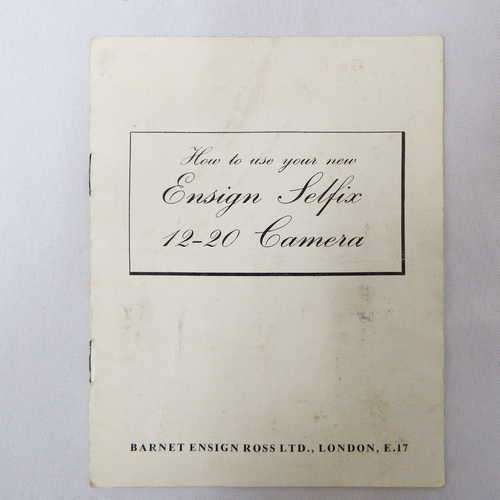 How to use your new
Ensign Selfix
12-20 Camera
BARNET ENSIGN ROSS LTD., LONDON, E.17